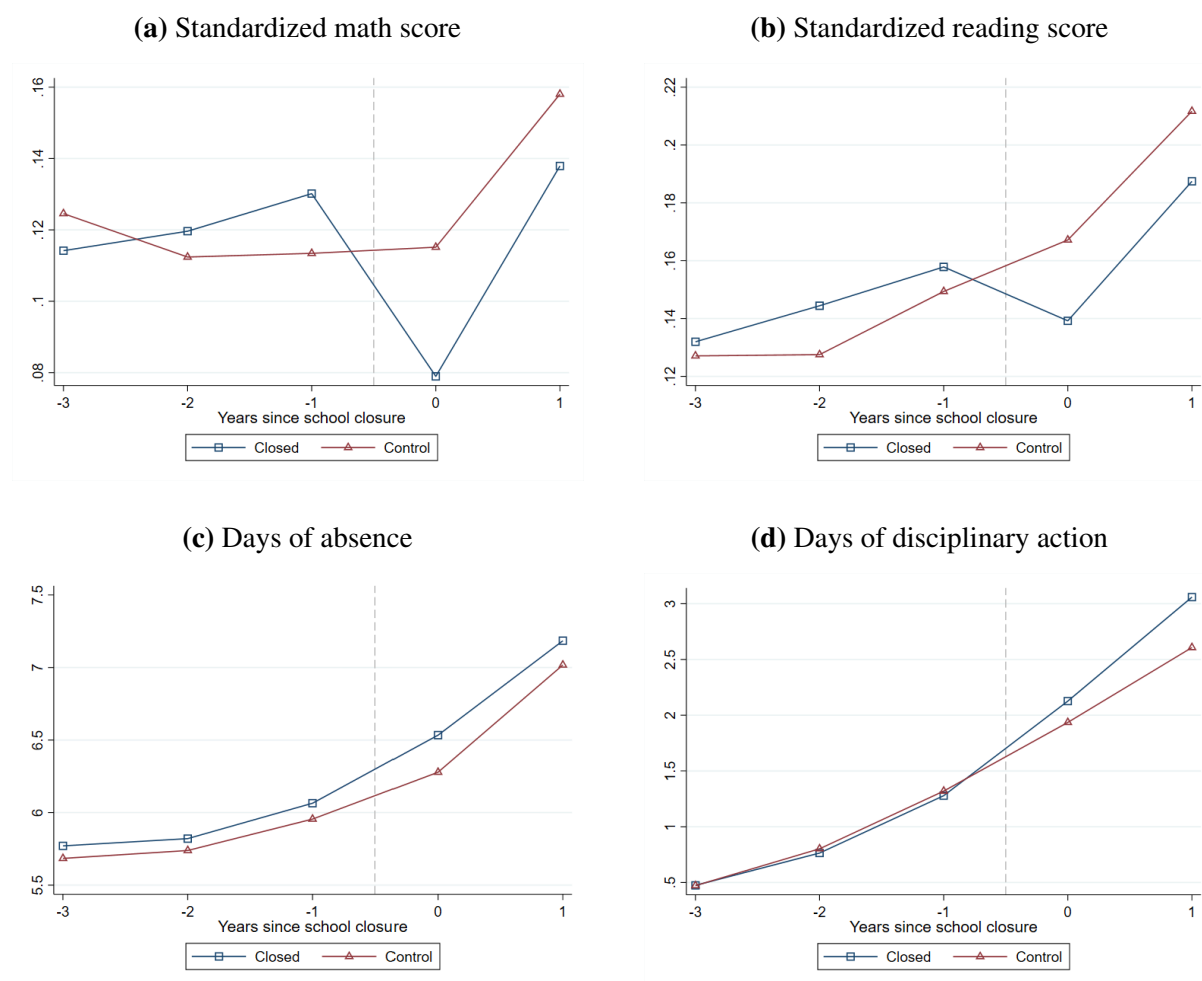 (a) Standardized math score
.16
.14
.12
.1
.08
-3 -2 -1 0 1
Years since school closure
Closed Control
(b) Standardized reading score
.22
.2
.18
.16
.14
.12
-3 -2 -1 0 1
Years since school closure
Closed Control
(c) Days of absence
7.5
7
6.5
6
5.5
-3 -2 -1 0 1
Years since school closure
Closed Control
(d) Days of disciplinary action
3
2.5
2
1.5
1
.5
-3 -2 -1 0 1
Years since school closure
Closed Control